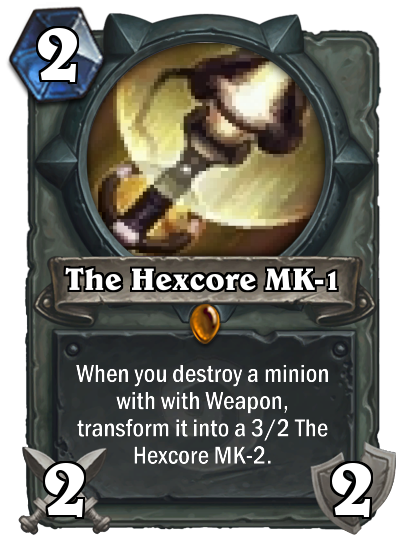 2
The Hexcore MK-1
When you destroy a minion
with with Weapon,
transform it into a 3/2 The
Hexcore MK-2.
2
2